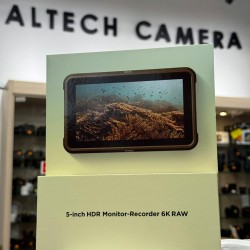 ALTECH CAMERA
5-inch HDR Monitor-Recorder 6K RAW